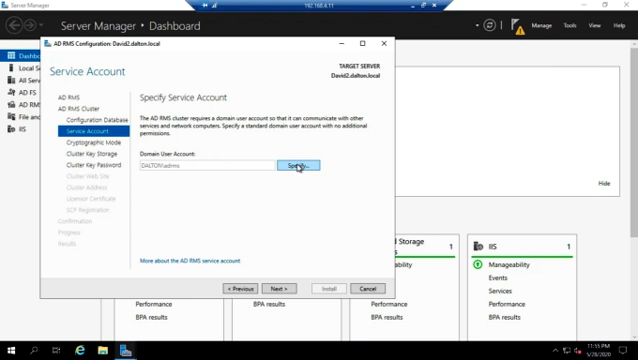 192.168.4.11
Server Manager
Server Manager • Dashboard
Manage
Tools
View
Help
AD RMS Configuration: David2.dalton.local
Service Account
TARGET SERVER
David2.dalton.local
AD RMS
AD RMS Cluster
Configuration Database
Service Account
Cryptographic Mode
Cluster Key Storage
Cluster Key Password
Cluster Web Site
Cluster Address
Licensor Certificate
SCP Registration
Confirmation
Progress
Results
Specify Service Account
The AD RMS cluster requires a domain user account so that it can communicate with other
services and network computers. Specify a standard domain user account with no additional
permissions.
Domain User Account:
DALTON\adrms
Specify...
More about the AD RMS service account
< Previous
Next >
Install
Cancel
Dashb
Local S
All Serv
AD FS
AD RM
File an
IIS
Hide
d Storage
1
IIS
1
Manageability
Events
Services
Performance
BPA results
Performance
BPA results
Performance
BPA results
Performance
BPA results
11:55 PM
5/28/2020